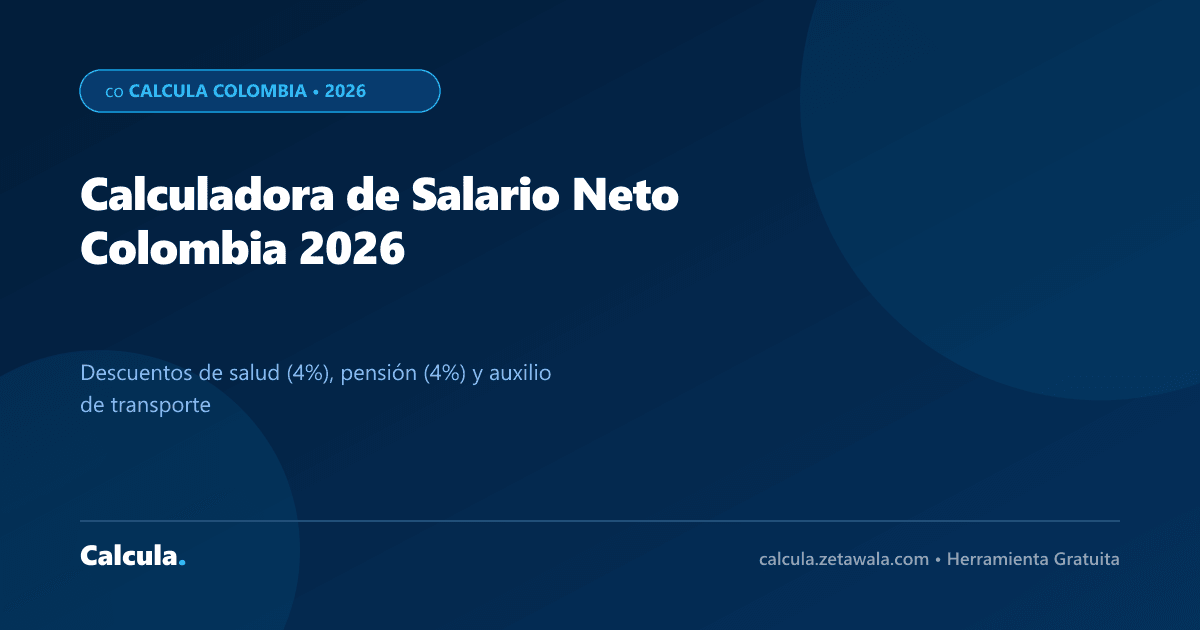 co CALCULA COLOMBIA • 2026
Calculadora de Salario Neto
Colombia 2026
Descuentos de salud (4%), pensión (4%) y auxilio
de transporte
Calcula.
calcula.zetawala.com • Herramienta Gratuita